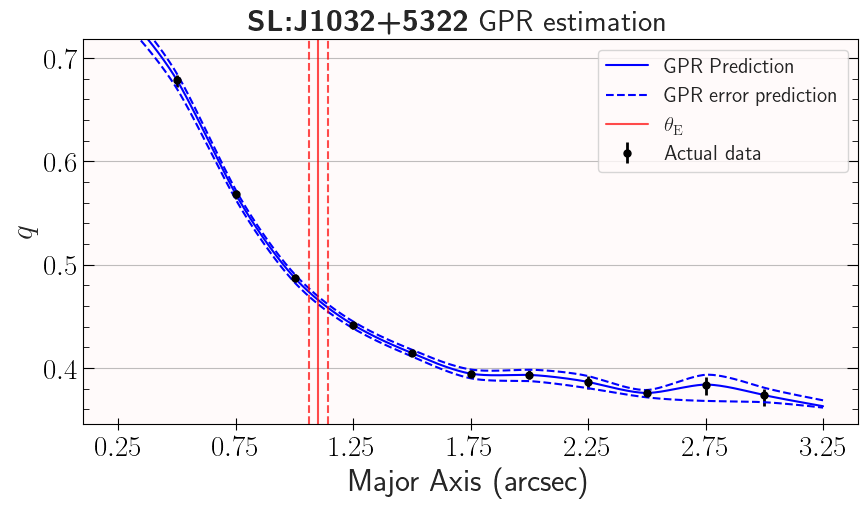 SL:J1032+5322 GPR estimation
0.7
0.6
0.5
0.4
q
GPR Prediction
GPR error prediction
θE
Actual data
0.25 0.75 1.25 1.75 2.25 2.75 3.25
Major Axis (arcsec)